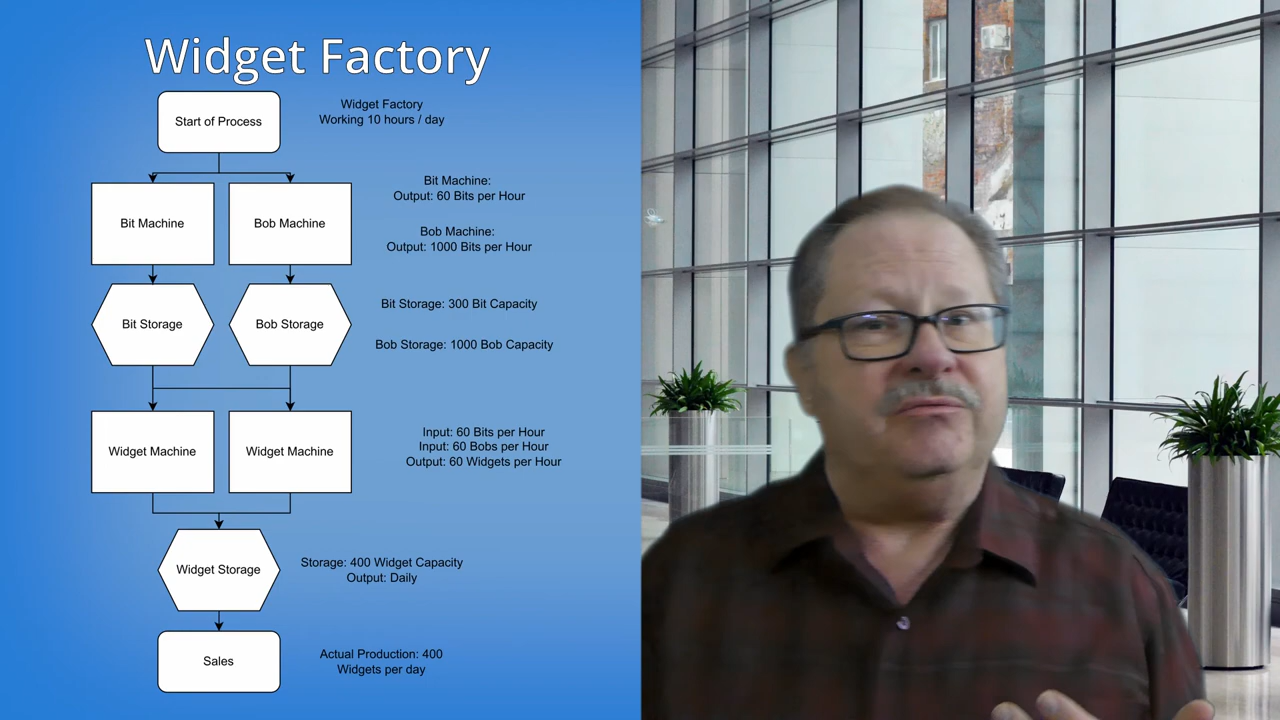 Widget Factory
Start of Process
Widget Factory
Working 10 hours / day
Bit Machine
Bob Machine
Bit Machine:
Output: 60 Bits per Hour
Bob Machine:
Output: 1000 Bits per Hour
Bit Storage
Bob Storage
Bit Storage: 300 Bit Capacity
Bob Storage: 1000 Bob Capacity
Widget Machine
Widget Machine
Input: 60 Bits per Hour
Input: 60 Bobs per Hour
Output: 60 Widgets per Hour
Widget Storage
Storage: 400 Widget Capacity
Output: Daily
Sales
Actual Production: 400
Widgets per day